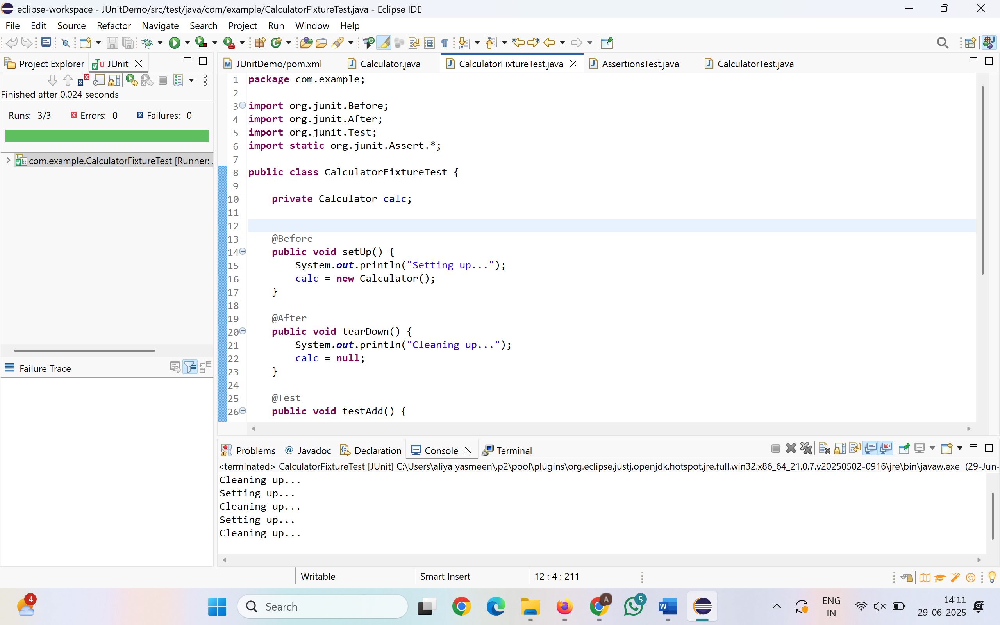 eclipse-workspace - JUnitDemo/src/test/java/com/example/CalculatorFixtureTest.java - Eclipse IDE
File Edit Source Refactor Navigate Search Project Run Window Help
Project Explorer JUnit
Finished after 0.024 seconds
Runs: 3/3 Errors: 0 Failures: 0
com.example.CalculatorFixtureTest [Runner:
Failure Trace
JUnitDemo/pom.xml Calculator.java CalculatorFixtureTest.java AssertionsTest.java CalculatorTest.java
1 package com.example;
2
3 import org.junit.Before;
4 import org.junit.After;
5 import org.junit.Test;
6 import static org.junit.Assert.*;
7
8 public class CalculatorFixtureTest {
9
10 private Calculator calc;
11
12
13 @Before
14 public void setUp() {
15 System.out.println("Setting up...");
16 calc = new Calculator();
17 }
18
19 @After
20 public void tearDown() {
21 System.out.println("Cleaning up...");
22 calc = null;
23 }
24
25 @Test
26 public void testAdd() {
Problems Javadoc Declaration Console Terminal
<terminated> CalculatorFixtureTest [JUnit] C:\Users\aliya yasmeen\.p2\pool\plugins\org.eclipse.justj.openjdk.hotspot.jre.full.win32.x86_64_21.0.7.v20250502-0916\jre\bin\javaw.exe (29-Jun-
Cleaning up...
Setting up...
Cleaning up...
Setting up...
Cleaning up...
Writable Smart Insert 12 : 4 : 211
4
Search
A
5
ENG
IN
14:11
29-06-2025